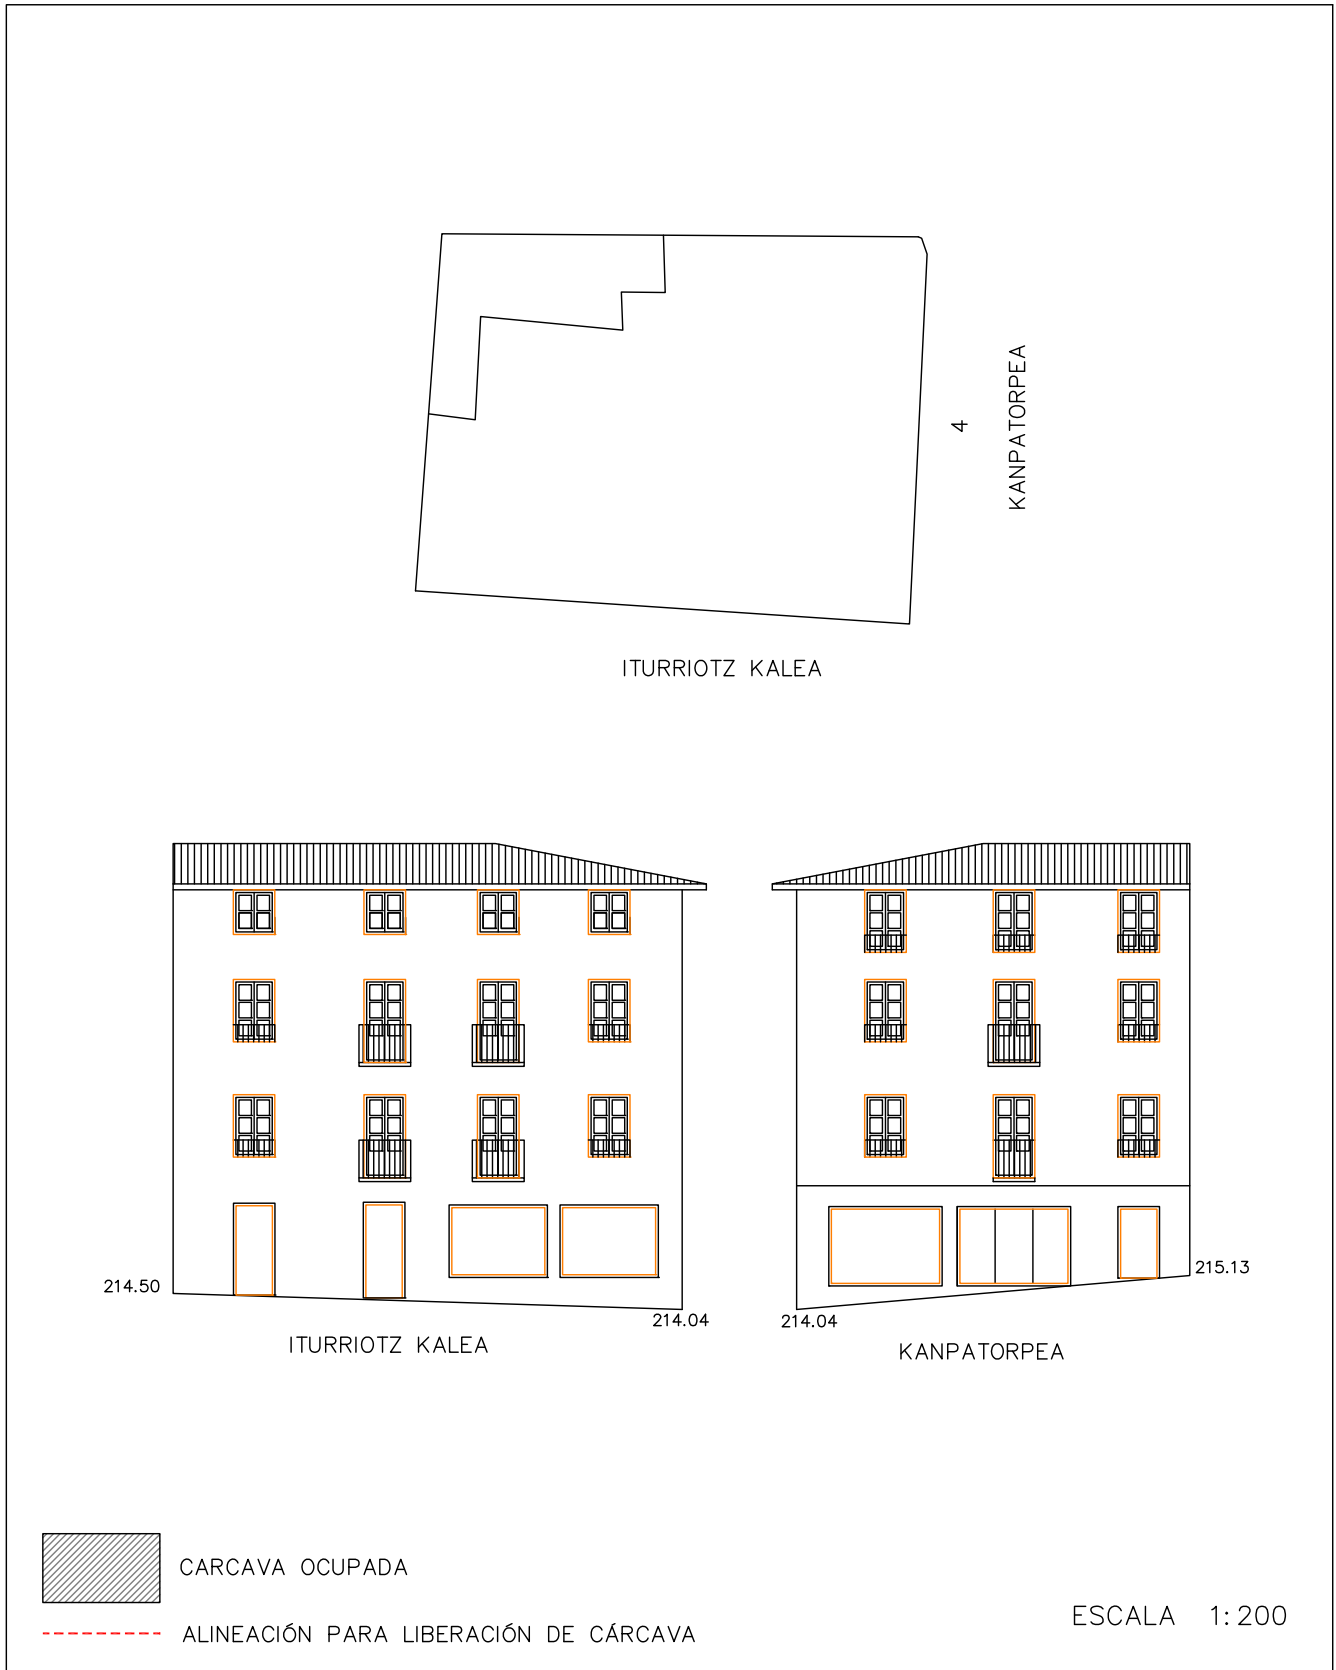 4
KANPATORPEA
ITURRIOTZ KALEA
214.50
214.04
214.04
215.13
ITURRIOTZ KALEA
KANPATORPEA
CARCAVA OCUPADA
ALINEACIÓN PARA LIBERACIÓN DE CÁRCAVA
ESCALA 1:200